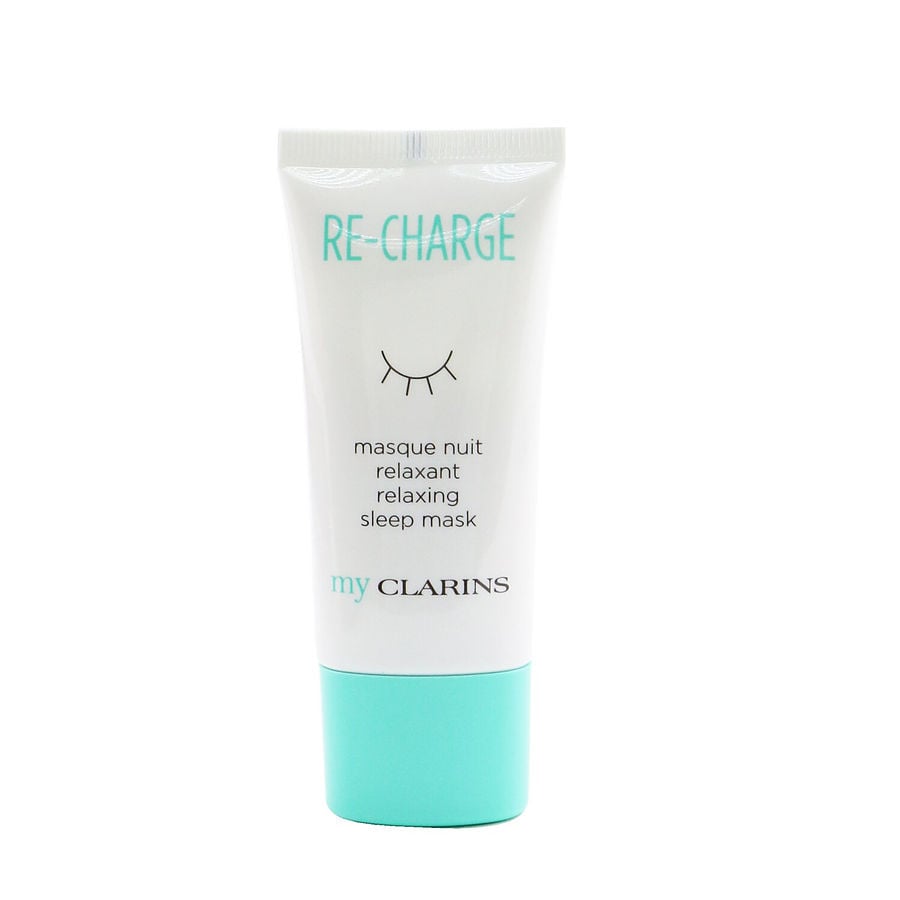 RE-CHARGE
masque nuit
relaxant
relaxing
sleep mask
my CLARINS